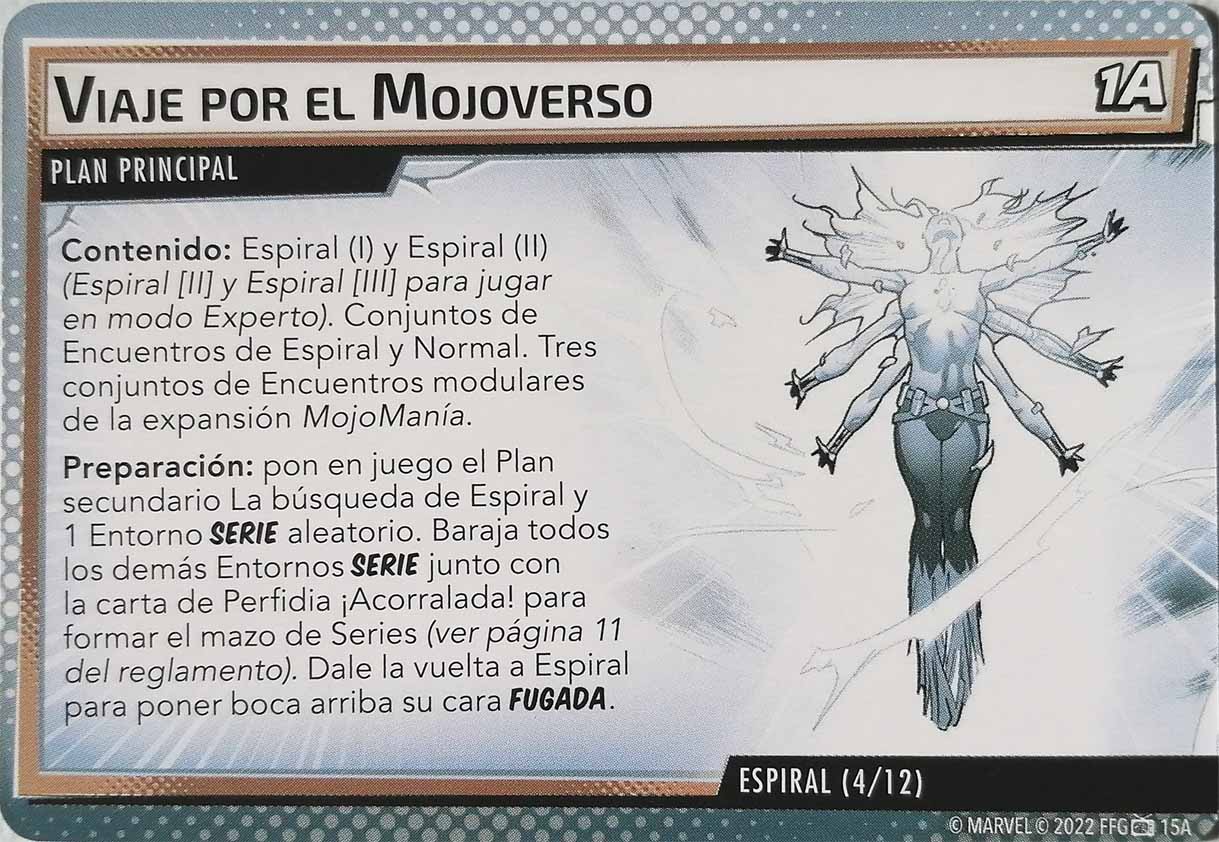 VIAJE POR EL MOJOVERSO
1A
PLAN PRINCIPAL
Contenido: Espiral (I) y Espiral (II)
(Espiral [II] y Espiral [III] para jugar
en modo Experto). Conjuntos de
Encuentros de Espiral y Normal. Tres
conjuntos de Encuentros modulares
de la expansión MojoManía.
Preparación: pon en juego el Plan
secundario La búsqueda de Espiral y
1 Entorno SERIE aleatorio. Baraja todos
los demás Entornos SERIE junto con
la carta de Perfidia ¡Acorralada! para
formar el mazo de Series (ver página 11
del reglamento). Dale la vuelta a Espiral
para poner boca arriba su cara FUGADA.
ESPIRAL (4/12)
© MARVEL © 2022 FFG 15A